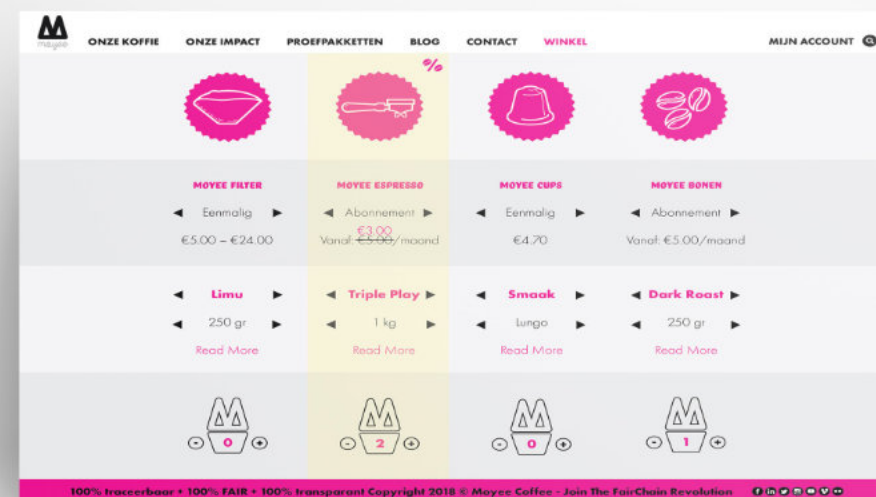 moyee
ONZE KOFFIE ONZE IMPACT PROEFPAKKETTEN BLOG CONTACT WINKEL MIJN ACCOUNT
%
MOYEE FILTER MOYEE ESPRESSO MOYEE CUPS MOYEE BONEN
◀ Eenmalig ▶ ◀ Abonnement ▶ ◀ Eenmalig ▶ ◀ Abonnement ▶
€3.00
€5.00 – €24.00 Vanaf: €5.00/maand €4.70 Vanaf: €5.00/maand
◀ Limu ▶ ◀ Triple Play ▶ ◀ Smaak ▶ ◀ Dark Roast ▶
◀ 250 gr ▶ ◀ 1 kg ▶ ◀ Lungo ▶ ◀ 250 gr ▶
Read More Read More Read More Read More
- 0 + - 2 + - 0 + - 1 +
100% traceerbaar • 100% FAIR • 100% transparant Copyright 2018 © Moyee Coffee - Join The FairChain Revolution